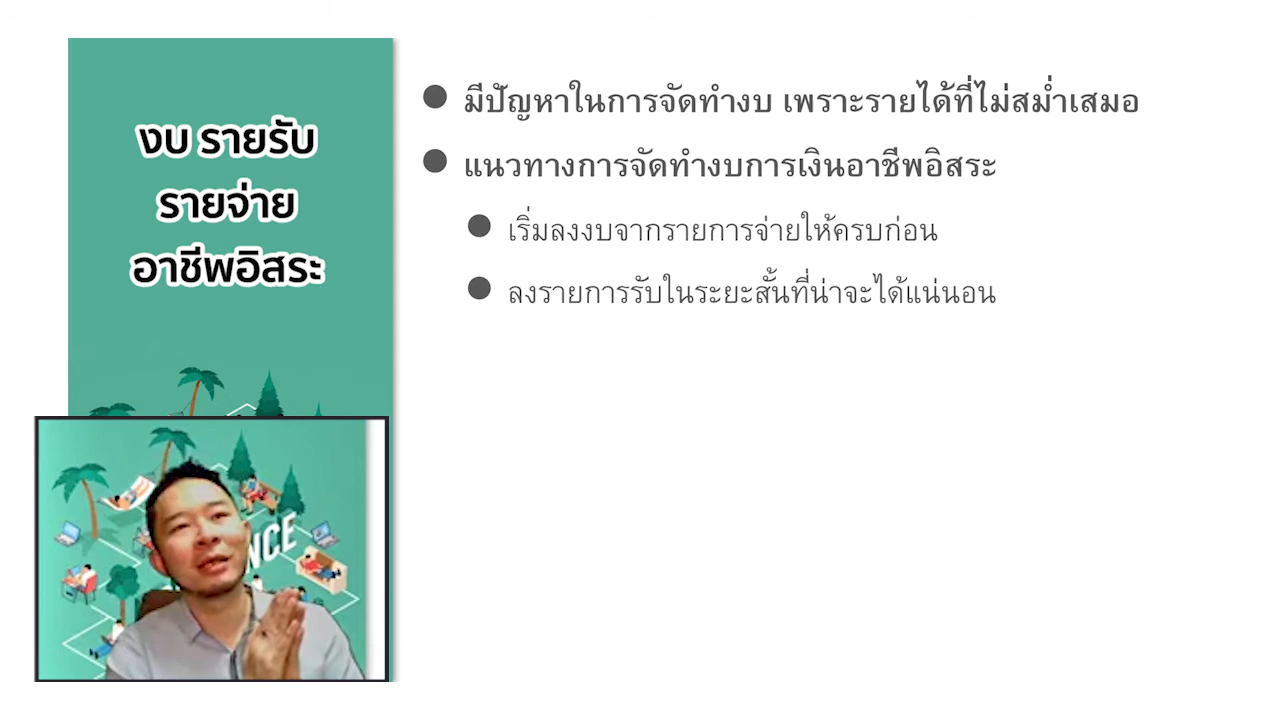 งบ รายรับ
รายจ่าย
อาชีพอิสระ
มีปัญหาในการจัดทำงบ เพราะรายได้ที่ไม่สม่ำเสมอ
แนวทางการจัดทำงบการเงินอาชีพอิสระ
เริ่มลงงบจากรายการจ่ายให้ครบก่อน
ลงรายการรับในระยะสั้นที่น่าจะได้แน่นอน
NCE